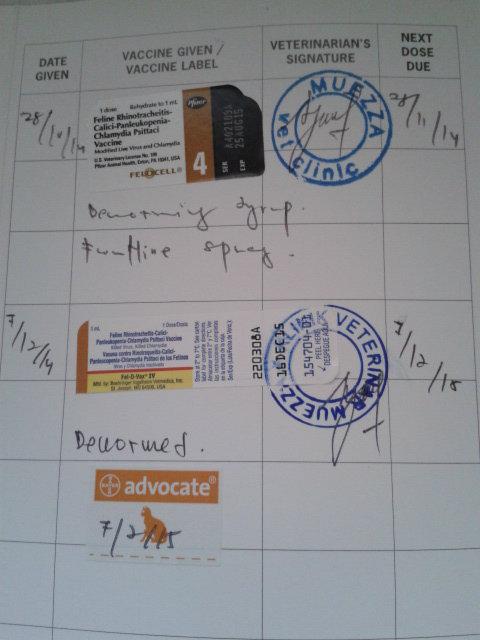 DATE GIVEN
VACCINE GIVEN / VACCINE LABEL
VETERINARIAN'S SIGNATURE
NEXT DOSE DUE
28/10/14
1 dose Rehydrate to 1 mL
Feline Rhinotracheitis-
Calici-Panleukopenia-
Chlamydia Psittaci
Vaccine
Modified Live Virus and Chlamydia
U.S. Veterinary License No. 189
Pfizer Animal Health, Exton, PA 19341, USA
FELOCELL®
Pfizer
4
SER A402103A
EXP 25AUG15
MUEZZA
Vet clinic
28/11/14
Deworming syrup.
Frontline spray.
7/12/14
1 mL 1 Dose/Dosis
Feline Rhinotracheitis-Calici-
Panleukopenia-Chlamydia Psittaci Vaccine
Killed Virus, Killed Chlamydia
Vacuna contra Rinotraqueitis-Calici-
Panleucopenia-Chlamydia Psittaci de los Felinos
Virus y Chlamydia Inactivados
Fel-O-Vax® IV
Mfd. by: Boehringer Ingelheim Vetmedica, Inc.
St. Joseph, MO 64506, USA
220308A
16DEC15
154704-01
PEEL HERE
DESPEGUE AQUI
MUEZZA VETERINAR
7/12/15
Dewormed.
BAYER advocate®
7/2/15